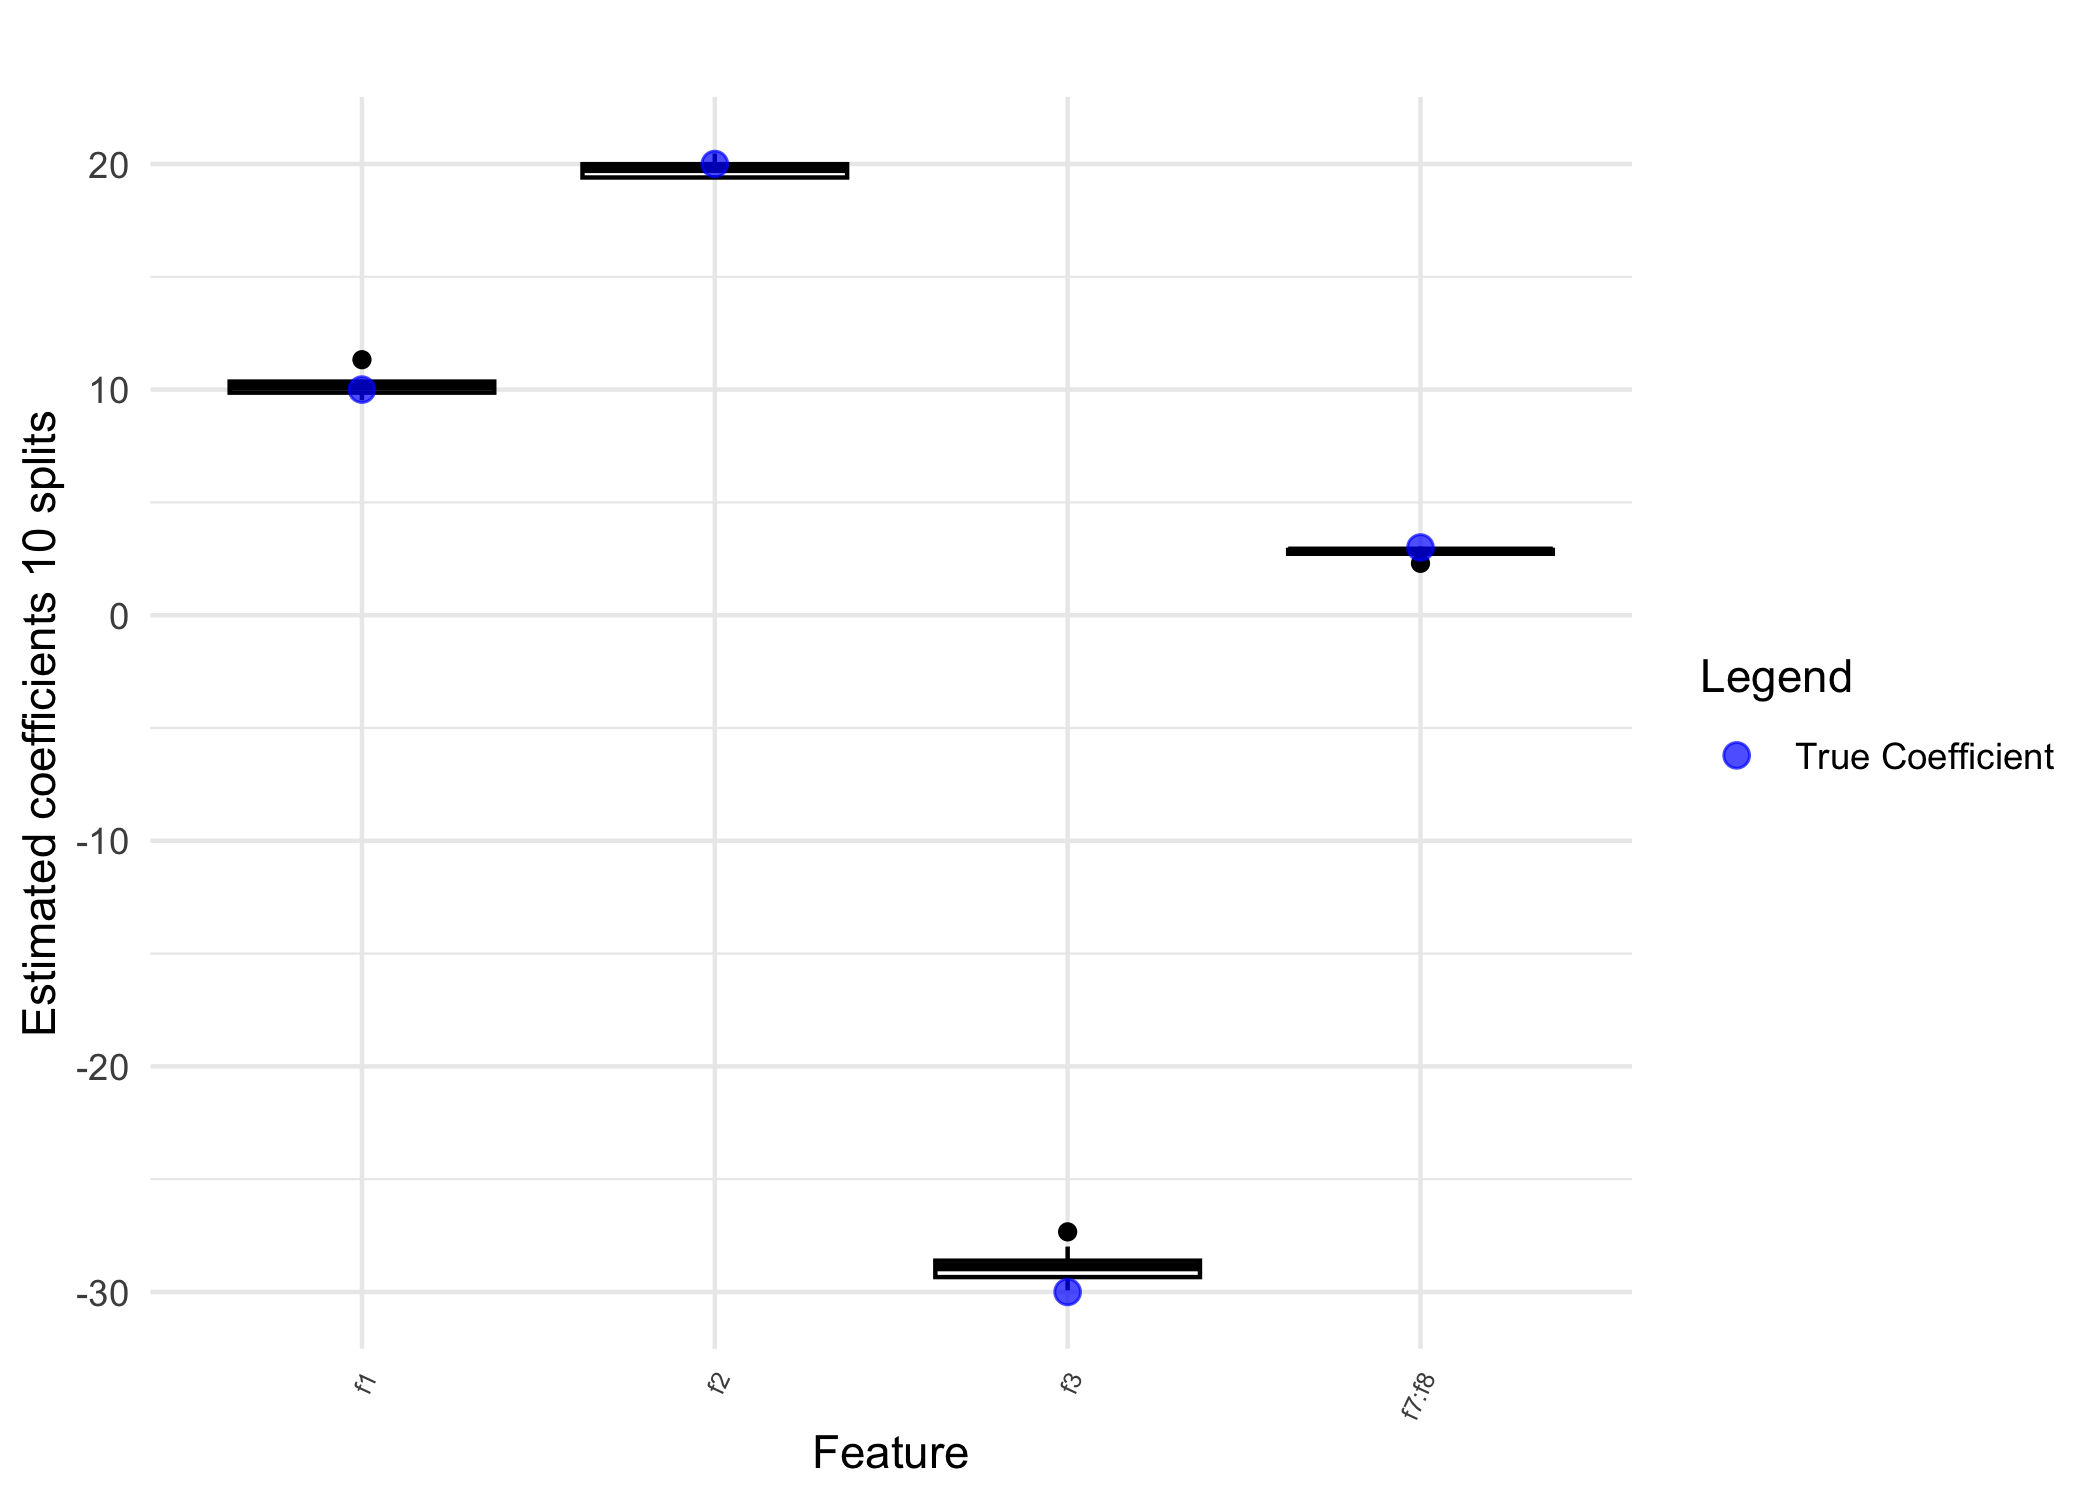 20
10
0
-10
-20
-30
Estimated coefficients 10 splits
f1
f2
f3
f7:f8
Feature
Legend
True Coefficient